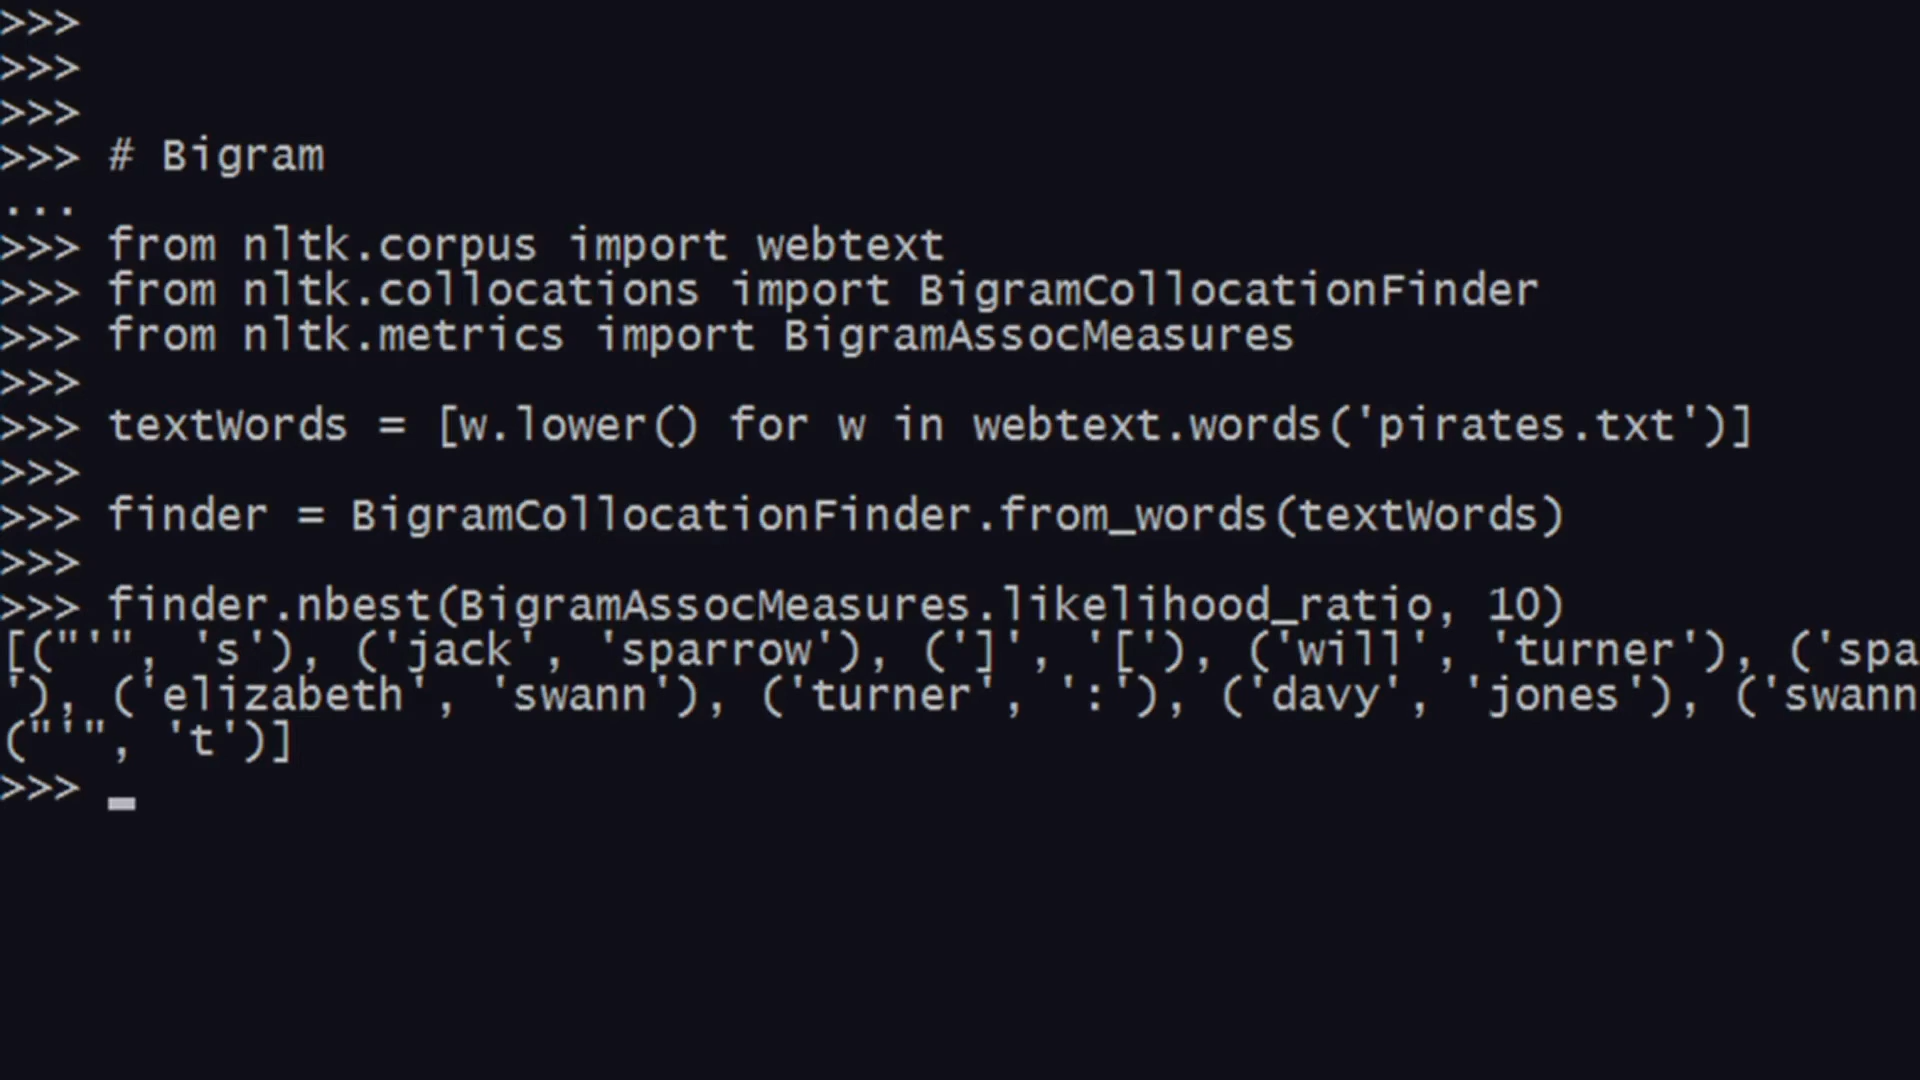 >>>
>>>
>>>
>>> # Bigram
...
>>> from nltk.corpus import webtext
>>> from nltk.collocations import BigramCollocationFinder
>>> from nltk.metrics import BigramAssocMeasures
>>>
>>> textWords = [w.lower() for w in webtext.words('pirates.txt')]
>>>
>>> finder = BigramCollocationFinder.from_words(textWords)
>>>
>>> finder.nbest(BigramAssocMeasures.likelihood_ratio, 10)
[("'", 's'), ('jack', 'sparrow'), (']', '['), ('will', 'turner'), ('spa
'), ('elizabeth', 'swann'), ('turner', ':'), ('davy', 'jones'), ('swann
("'", 't')]
>>>